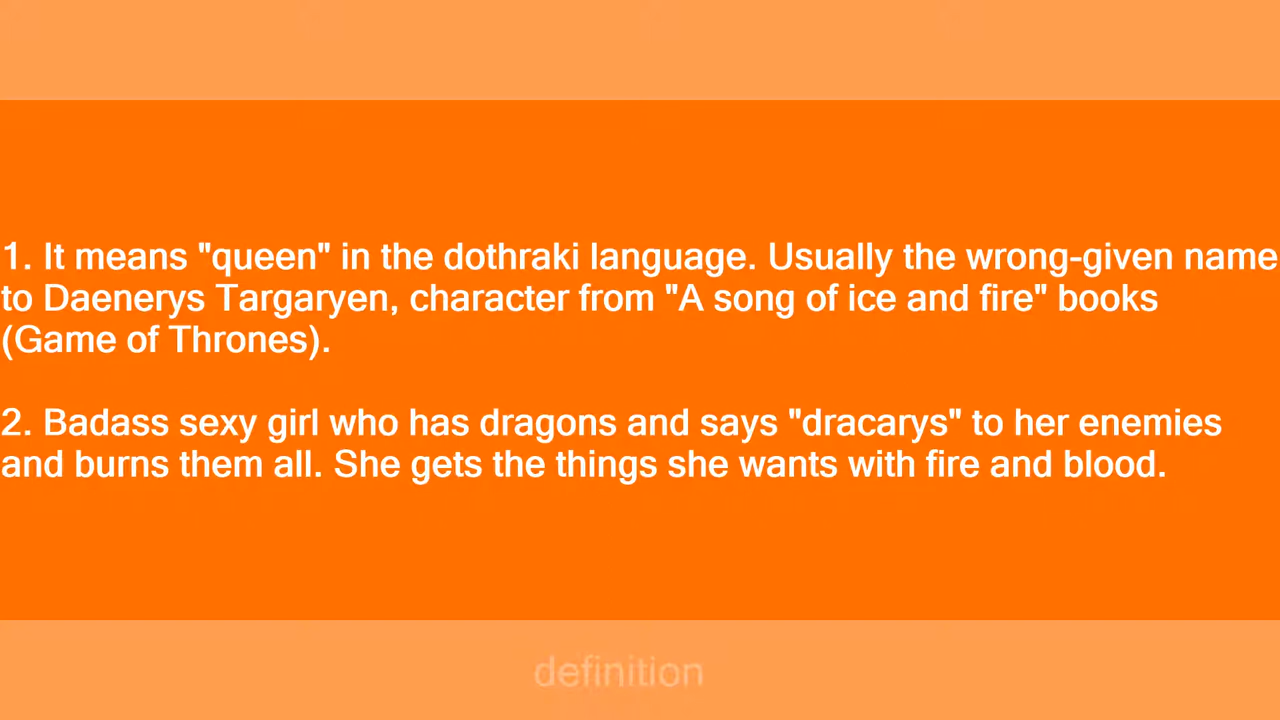 1. It means "queen" in the dothraki language. Usually the wrong-given name
to Daenerys Targaryen, character from "A song of ice and fire" books
(Game of Thrones).
2. Badass sexy girl who has dragons and says "dracarys" to her enemies
and burns them all. She gets the things she wants with fire and blood.
definition